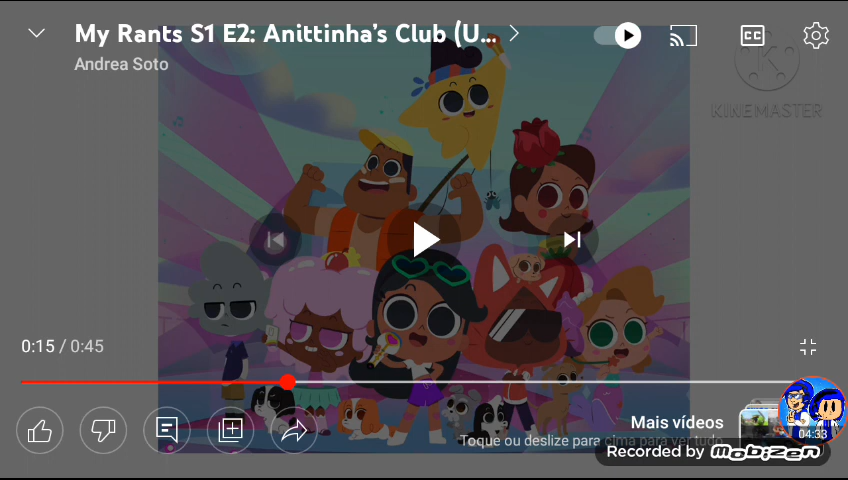 My Rants S1 E2: Anittinha's Club (U...
Andrea Soto
CC
K
KINEMASTER
0:15 / 0:45
Mais vídeos
Toque ou deslize para cima para ver tudo
04:33
Recorded by mobizen